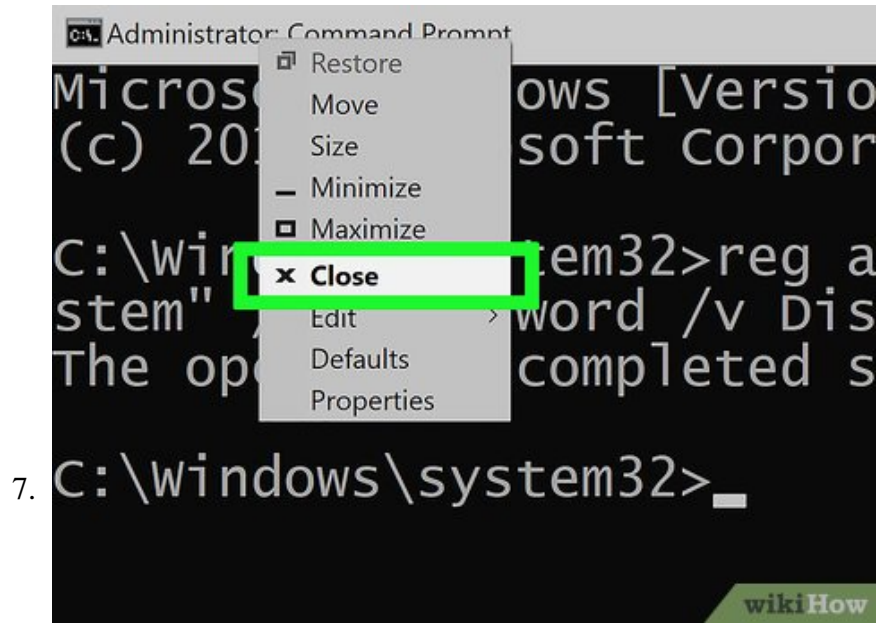 Administrator: Command Prompt
Restore
Move
Size
Minimize
Maximize
Close
Edit
Defaults
Properties
Micros ows [Versio
(c) 20 soft Corpor
C:\Win tem32>reg a
stem" / word /v Dis
The op completed s
7. C:\Windows\system32>_
wikiHow